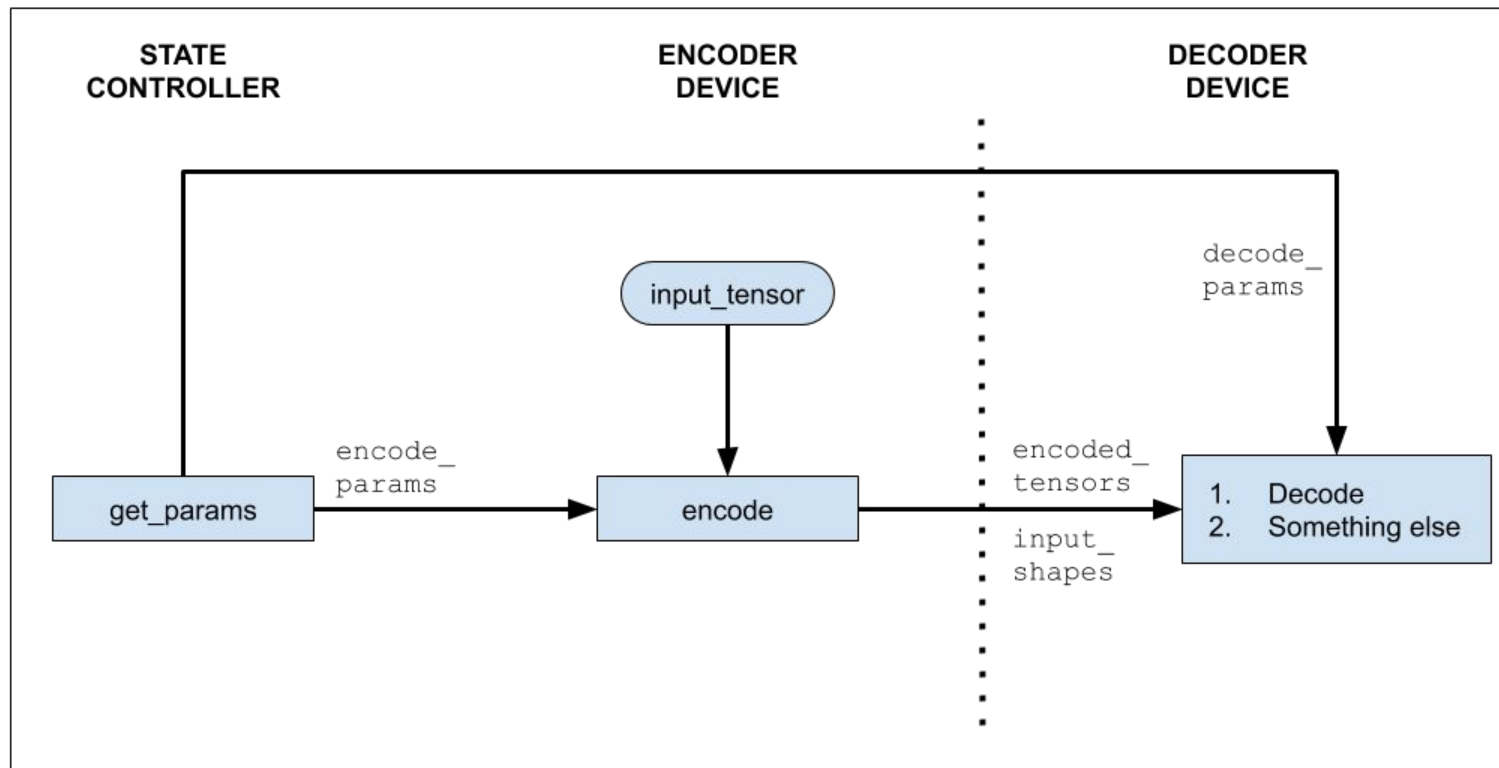 STATE
CONTROLLER
ENCODER
DEVICE
DECODER
DEVICE
decode_
params
input_tensor
encode_
params
get_params
encode
encoded_
tensors
input_
shapes
1. Decode
2. Something else